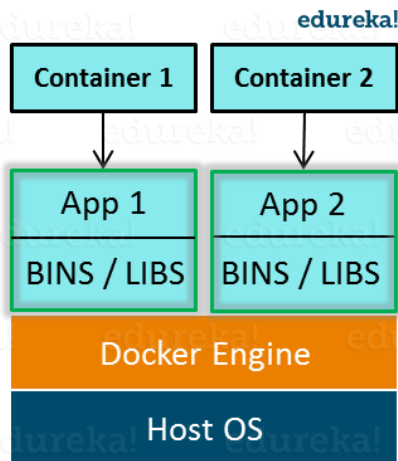 edureka!
Container 1
Container 2
App 1
App 2
BINS / LIBS
BINS / LIBS
Docker Engine
Host OS